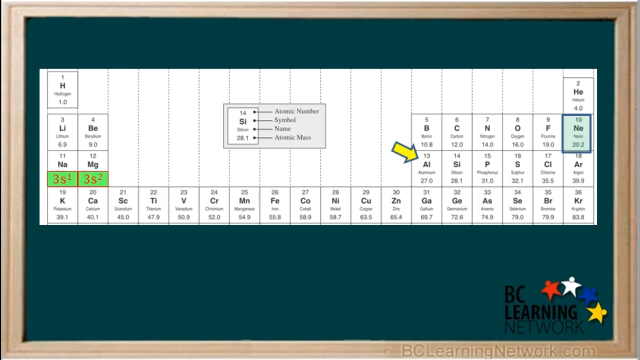 1
H
Hydrogen
1.0
2
He
Helium
4.0
14
Si
Silicon
28.1
Atomic Number
Symbol
Name
Atomic Mass
3
Li
Lithium
6.9
4
Be
Beryllium
9.0
5
B
Boron
10.8
6
C
Carbon
12.0
7
N
Nitrogen
14.0
8
O
Oxygen
16.0
9
F
Fluorine
19.0
10
Ne
Neon
20.2
11
Na
3s1
12
Mg
3s2
13
Al
Aluminum
27.0
14
Si
Silicon
28.1
15
P
Phosphorus
31.0
16
S
Sulphur
32.1
17
Cl
Chlorine
35.5
18
Ar
Argon
39.9
19
K
Potassium
39.1
20
Ca
Calcium
40.1
21
Sc
Scandium
45.0
22
Ti
Titanium
47.9
23
V
Vanadium
50.9
24
Cr
Chromium
52.0
25
Mn
Manganese
54.9
26
Fe
Iron
55.8
27
Co
Cobalt
58.9
28
Ni
Nickel
58.7
29
Cu
Copper
63.5
30
Zn
Zinc
65.4
31
Ga
Gallium
69.7
32
Ge
Germanium
72.6
33
As
Arsenic
74.9
34
Se
Selenium
79.0
35
Br
Bromine
79.9
36
Kr
Krypton
83.8
BC
LEARNING
NETWORK
BCLearningNetwork.com